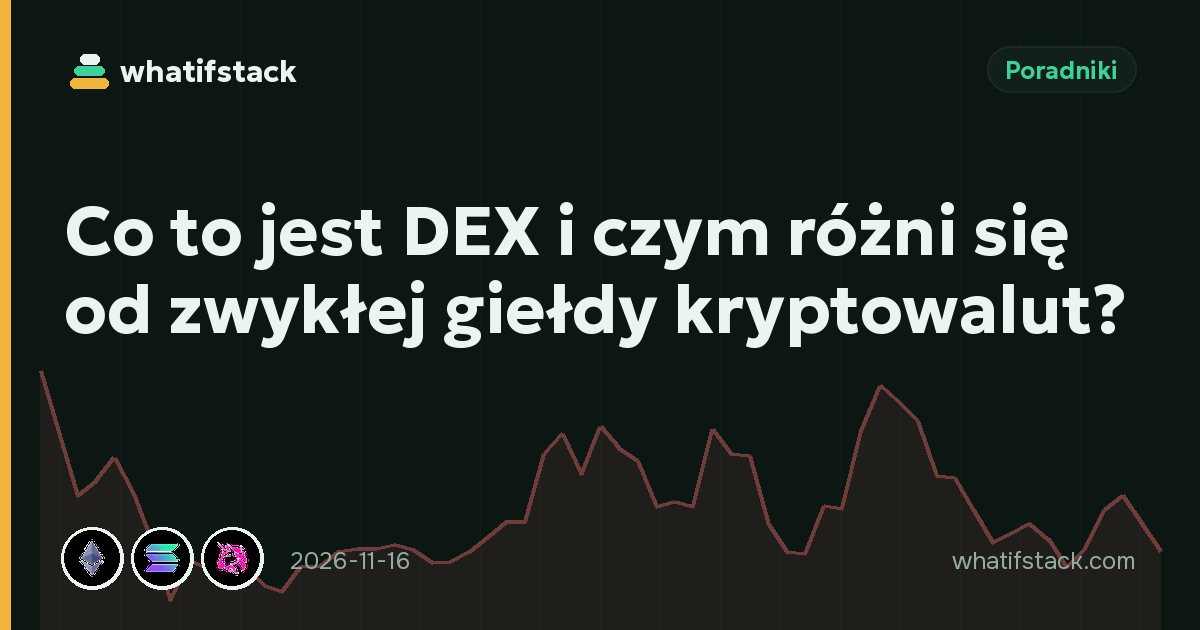 whatifstack
Poradniki
Co to jest DEX i czym różni się
od zwykłej giełdy kryptowalut?
2026-11-16
whatifstack.com